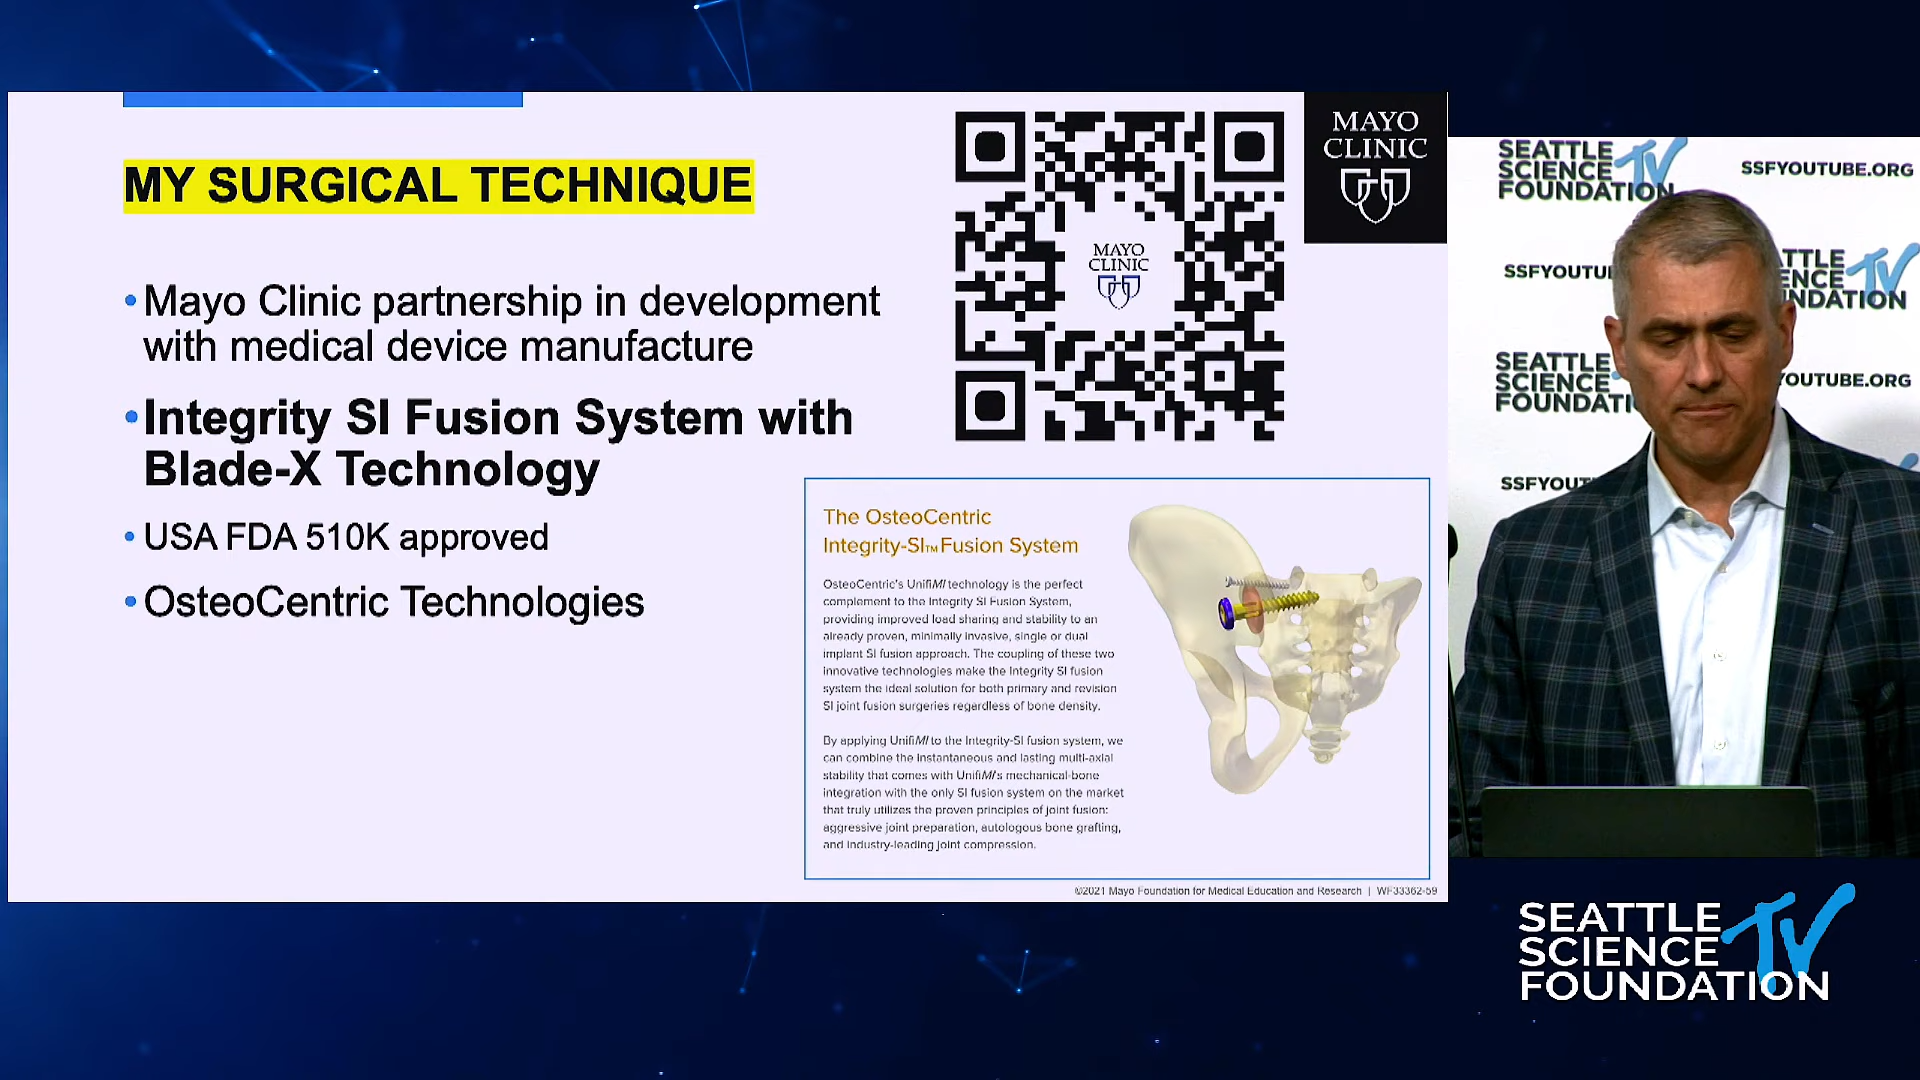 MY SURGICAL TECHNIQUE
•Mayo Clinic partnership in development
with medical device manufacture
•Integrity SI Fusion System with
Blade-X Technology
•USA FDA 510K approved
•OsteoCentric Technologies
MAYO
CLINIC
MAYO
CLINIC
The OsteoCentric
Integrity-SI™ Fusion System
OsteoCentric's UnifiMI technology is the perfect
complement to the Integrity SI Fusion System,
providing improved load sharing and stability to an
already proven, minimally invasive, single or dual
implant SI fusion approach. The coupling of these two
innovative technologies make the Integrity SI fusion
system the ideal solution for both primary and revision
SI joint fusion surgeries regardless of bone density.
By applying UnifiMI to the Integrity-SI fusion system, we
can combine the instantaneous and lasting multi-axial
stability that comes with UnifiMI's mechanical-bone
integration with the only SI fusion system on the market
that truly utilizes the proven principles of joint fusion:
aggressive joint preparation, autologous bone grafting,
and industry-leading joint compression.
©2021 Mayo Foundation for Medical Education and Research | WF33362-59
SEATTLE
SCIENCE TV
FOUNDATION
SSFYOUTUBE.ORG
SSFYOUTU
TTLE
ENCE TV
NDATION
SEATTLE
SCIENCE
FOUNDATI
YOUTUBE.ORG
SSFYOUT
SEATTLE
SCIENCE TV
FOUNDATION